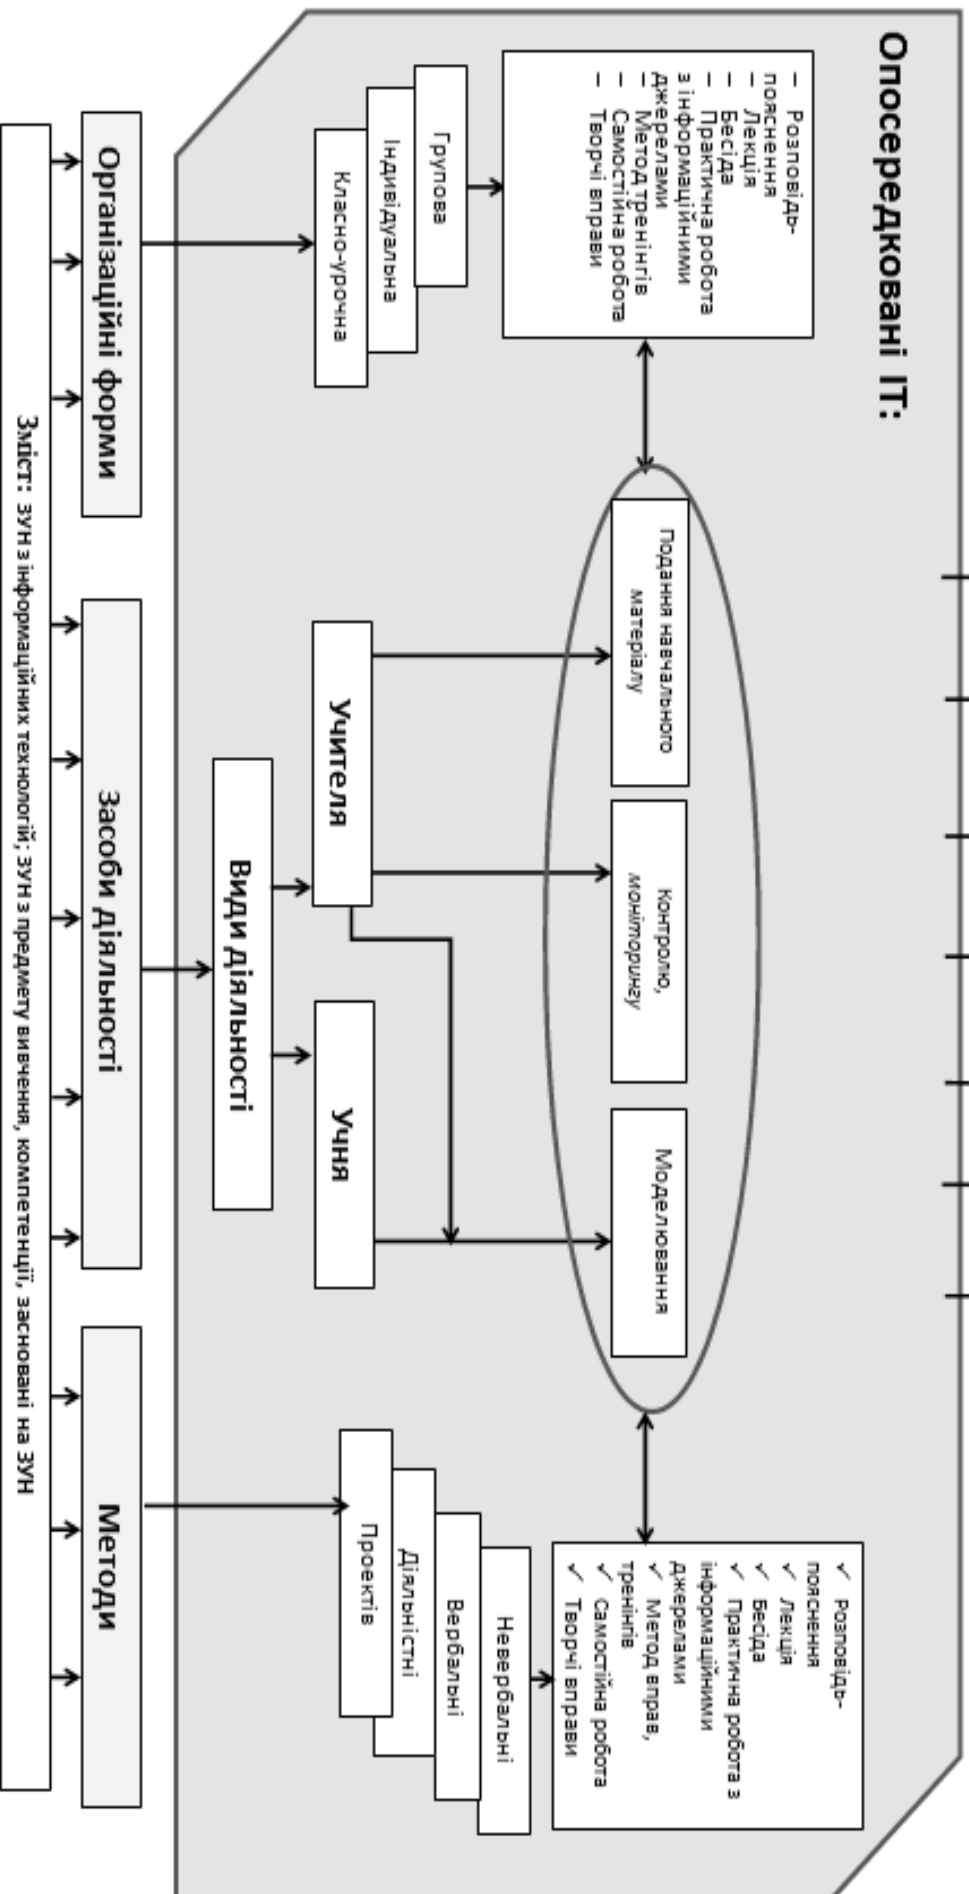 Опосередковані ІТ:
– Розповідь-
пояснення
– Лекція
– Бесіда
– Практична робота
з інформаційними
джерелами
– Метод тренінгів
– Самостійна робота
– Творчі вправи
Групова
Індивідуальна
Класно-урочна
Подання навчального
матеріалу
Контролю,
моніторингу
Моделювання
Учителя
Учня
Види діяльності
✓ Розповідь-
пояснення
✓ Лекція
✓ Бесіда
✓ Практична робота з
інформаційними
джерелами
✓ Метод вправ,
тренінгів
✓ Самостійна робота
✓ Творчі вправи
Невербальні
Вербальні
Діяльністні
Проектів
Організаційні форми
Засоби діяльності
Методи
Зміст: ЗУН з інформаційних технологій; ЗУН з предмету вивчення, компетенції, засновані на ЗУН